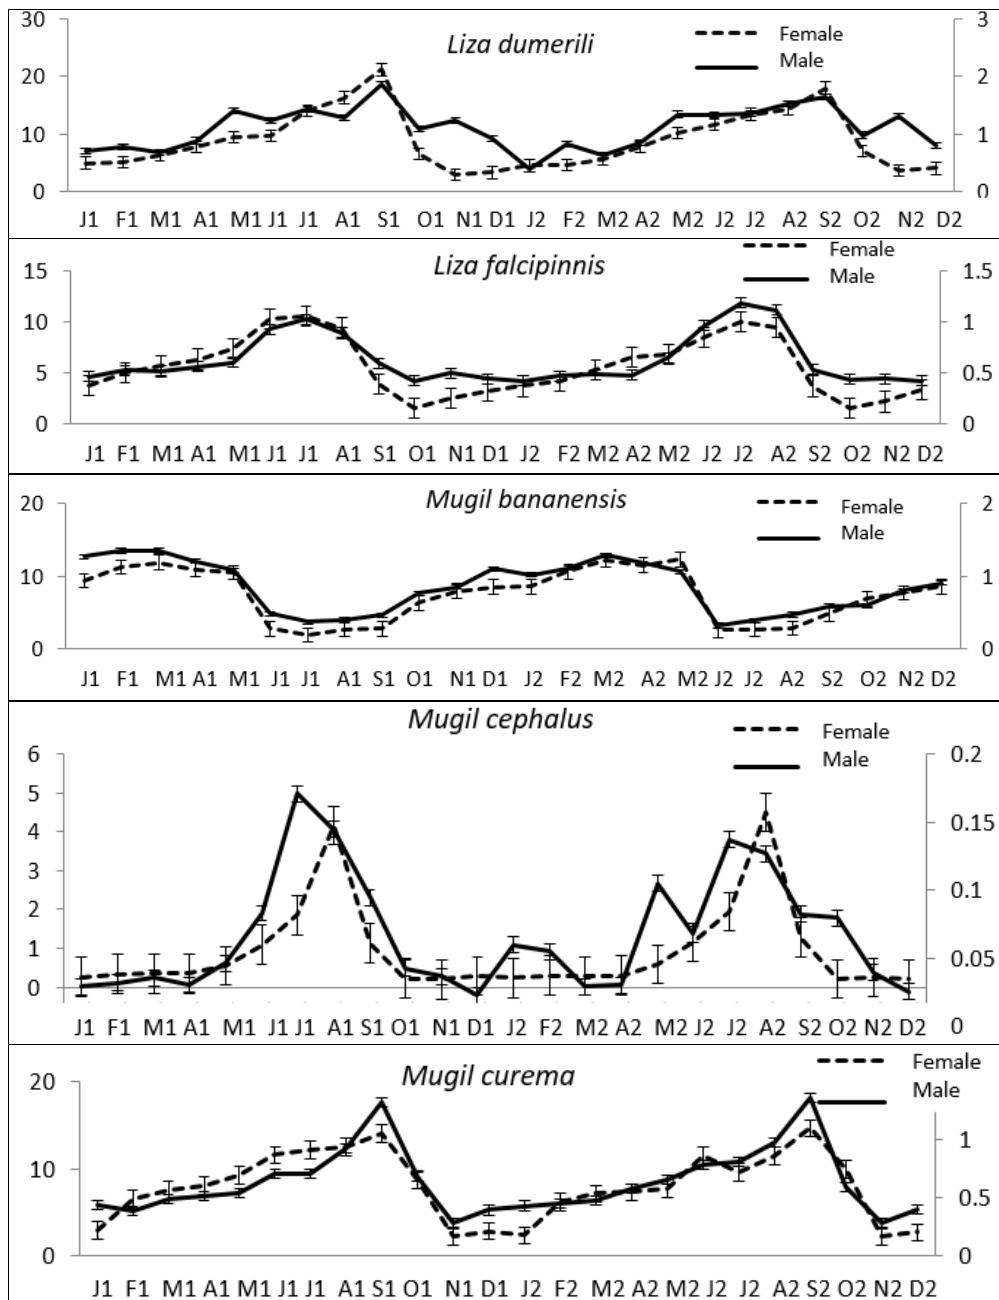 Liza dumerili
Female
Male
30
20
10
0
3
2
1
0
J1 F1 M1 A1 M1 J1 J1 A1 S1 O1 N1 D1 J2 F2 M2 A2 M2 J2 J2 A2 S2 O2 N2 D2
Liza falcipinnis
Female
Male
15
10
5
0
1.5
1
0.5
0
J1 F1 M1 A1 M1 J1 J1 A1 S1 O1 N1 D1 J2 F2 M2 A2 M2 J2 J2 A2 S2 O2 N2 D2
Mugil bananensis
Female
Male
20
10
0
2
1
0
J1 F1 M1 A1 M1 J1 J1 A1 S1 O1 N1 D1 J2 F2 M2 A2 M2 J2 J2 A2 S2 O2 N2 D2
Mugil cephalus
Female
Male
6
5
4
3
2
1
0
0.2
0.15
0.1
0.05
0
J1 F1 M1 A1 M1 J1 J1 A1 S1 O1 N1 D1 J2 F2 M2 A2 M2 J2 J2 A2 S2 O2 N2 D2
Mugil curema
Female
Male
20
10
0
1
0.5
0
J1 F1 M1 A1 M1 J1 J1 A1 S1 O1 N1 D1 J2 F2 M2 A2 M2 J2 J2 A2 S2 O2 N2 D2